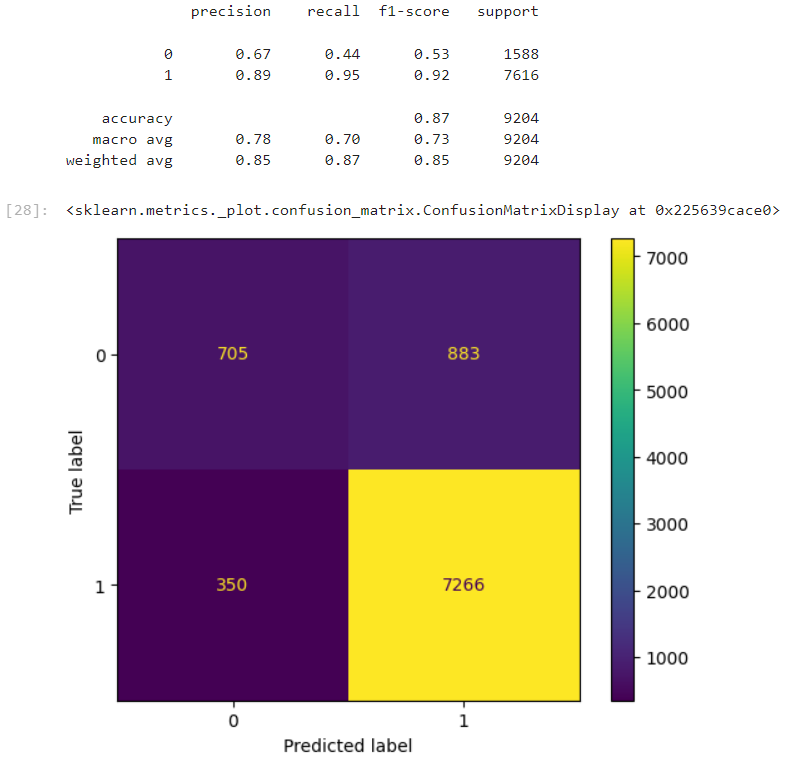 precision recall f1-score support
0 0.67 0.44 0.53 1588
1 0.89 0.95 0.92 7616
accuracy 0.87 9204
macro avg 0.78 0.70 0.73 9204
weighted avg 0.85 0.87 0.85 9204
[28]: <sklearn.metrics._plot.confusion_matrix.ConfusionMatrixDisplay at 0x225639cace0>
7000
6000
5000
4000
3000
2000
1000
True label
0
705 883
1
350 7266
0 1
Predicted label